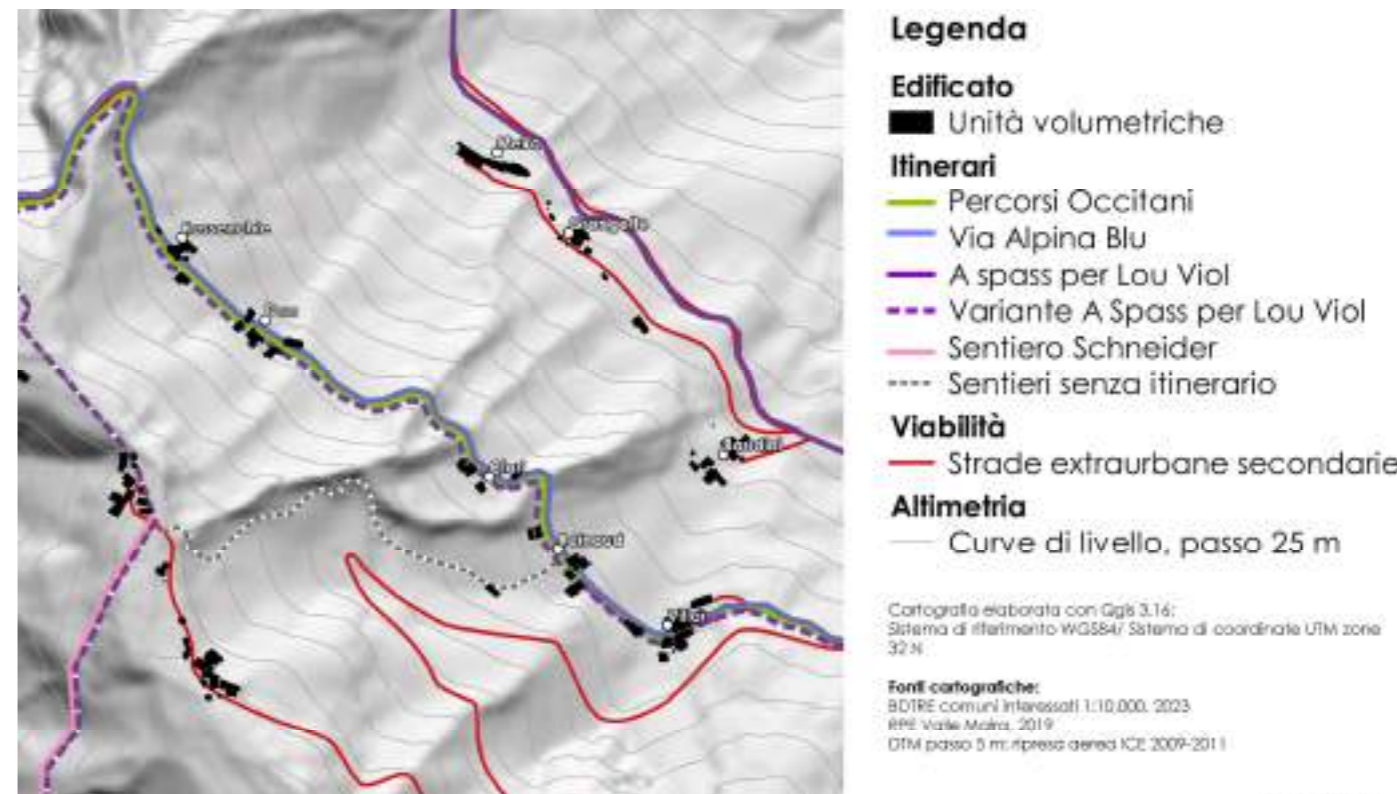 Legenda
Edificato
Unità volumetriche
Itinerari
Percorsi Occitani
Via Alpina Blu
A spass per Lou Viol
Variante A Spass per Lou Viol
Sentiero Schneider
Sentieri senza itinerario
Viabilità
Strade extraurbane secondarie
Altimetria
Curve di livello, passo 25 m
Cartografia elaborata con Qgis 3.16;
Sistema di riferimento WGS84/ Sistema di coordinate UTM zone
32 N
Fonti cartografiche:
BDTRE comuni interessati 1:10.000, 2023
PPE Valle Maira, 2019
DTM passo 5 m: ripresa aerea ICE 2009-2011